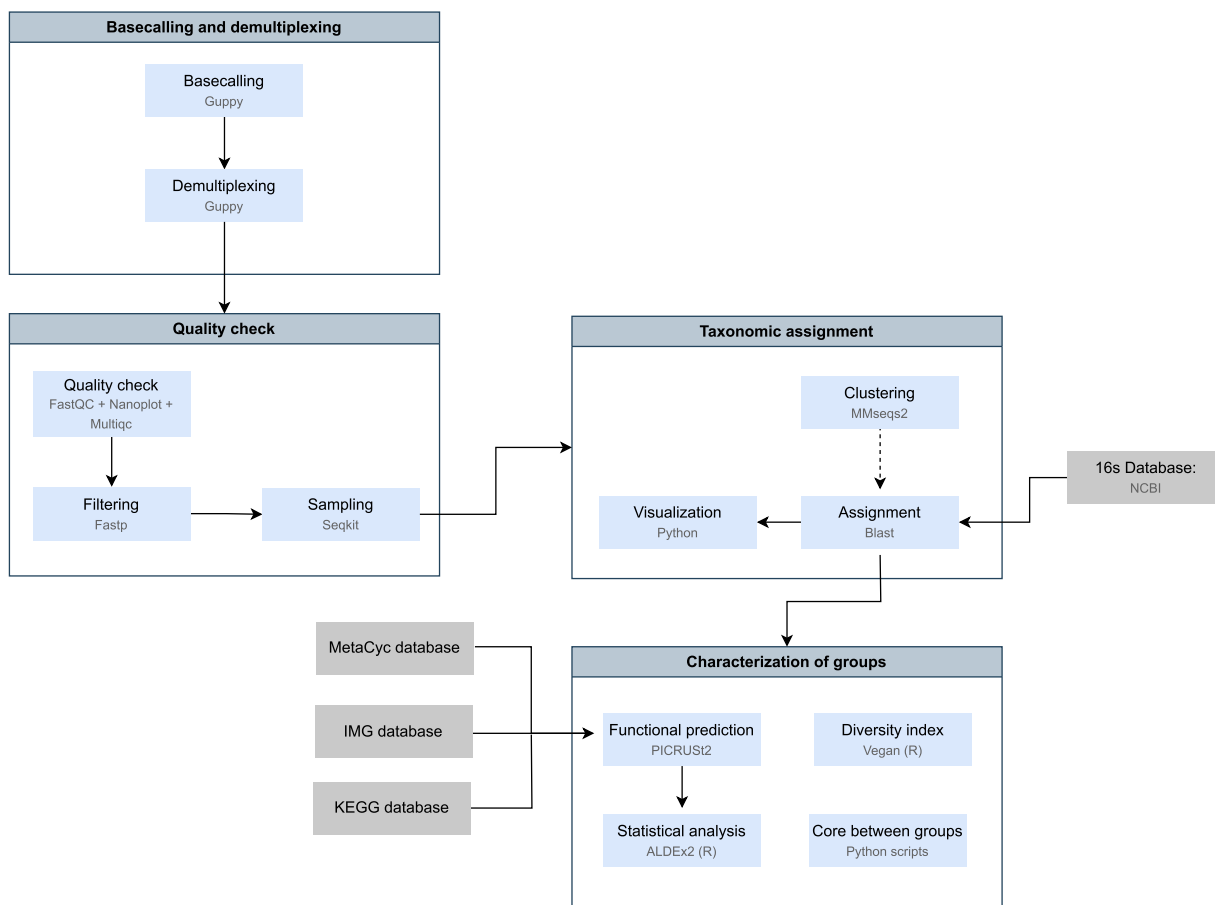 Basecalling and demultiplexing
Basecalling
Guppy
Demultiplexing
Guppy
Quality check
Quality check
FastQC + Nanoplot +
Multiqc
Filtering
Fastp
Sampling
Seqkit
Taxonomic assignment
Clustering
MMseqs2
Visualization
Python
Assignment
Blast
16s Database:
NCBI
MetaCyc database
IMG database
KEGG database
Characterization of groups
Functional prediction
PICRUSt2
Diversity index
Vegan (R)
Statistical analysis
ALDEx2 (R)
Core between groups
Python scripts